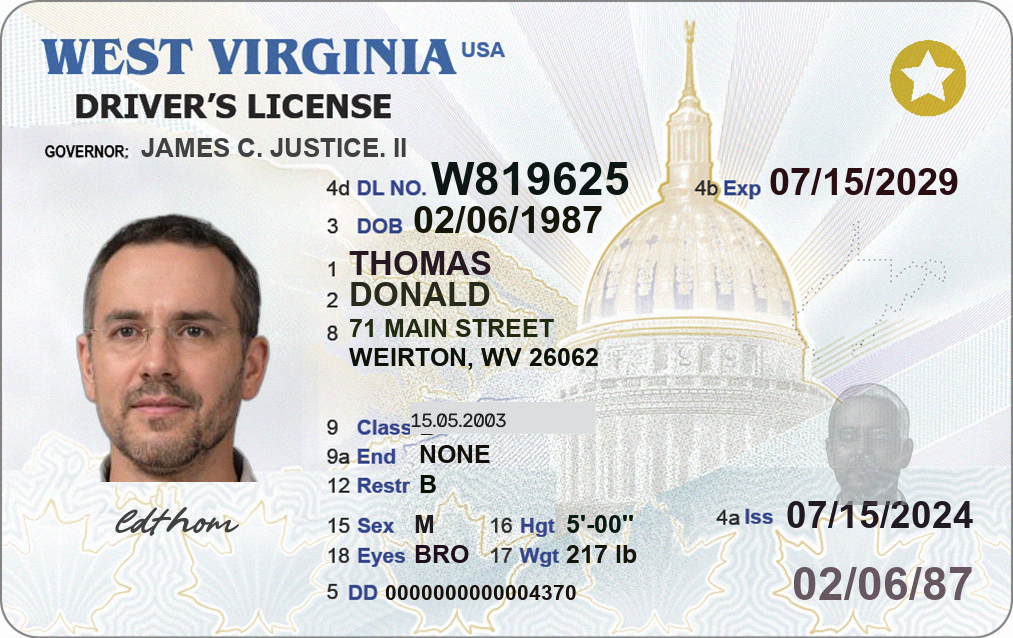 WEST VIRGINIA USA
DRIVER'S LICENSE
GOVERNOR: JAMES C. JUSTICE. II
4d DL NO. W819625 4b Exp 07/15/2029
3 DOB 02/06/1987
1 THOMAS
2 DONALD
8 71 MAIN STREET
WEIRTON, WV 26062
9 Class 15.05.2003
9a End NONE
12 Restr B
4a Iss 07/15/2024
15 Sex M 16 Hgt 5'-00"
18 Eyes BRO 17 Wgt 217 lb
5 DD 0000000000004370
02/06/87